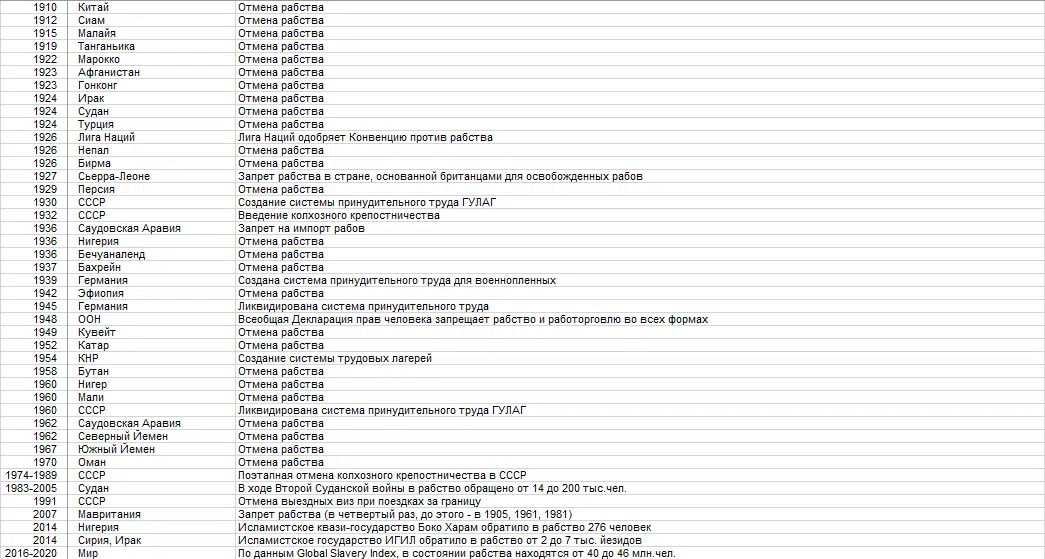 1910 Китай Отмена рабства
1912 Сиам Отмена рабства
1915 Малайя Отмена рабства
1919 Танганьика Отмена рабства
1922 Марокко Отмена рабства
1923 Афганистан Отмена рабства
1923 Гонконг Отмена рабства
1924 Ирак Отмена рабства
1924 Судан Отмена рабства
1924 Турция Отмена рабства
1926 Лига Наций Лига Наций одобряет Конвенцию против рабства
1926 Непал Отмена рабства
1926 Бирма Отмена рабства
1927 Сьерра-Леоне Запрет рабства в стране, основанной британцами для освобожденных рабов
1929 Персия Отмена рабства
1930 СССР Создание системы принудительного труда ГУЛАГ
1932 СССР Введение колхозного крепостничества
1936 Саудовская Аравия Запрет на импорт рабов
1936 Нигерия Отмена рабства
1936 Бечуаналенд Отмена рабства
1937 Бахрейн Отмена рабства
1939 Германия Создана система принудительного труда для военнопленных
1942 Эфиопия Отмена рабства
1945 Германия Ликвидирована система принудительного труда
1948 ООН Всеобщая Декларация прав человека запрещает рабство и работорговлю во всех формах
1949 Кувейт Отмена рабства
1952 Катар Отмена рабства
1954 КНР Создание системы трудовых лагерей
1958 Бутан Отмена рабства
1960 Нигер Отмена рабства
1960 Мали Отмена рабства
1960 СССР Ликвидирована система принудительного труда ГУЛАГ
1962 Саудовская Аравия Отмена рабства
1962 Северный Йемен Отмена рабства
1967 Южный Йемен Отмена рабства
1970 Оман Отмена рабства
1974-1989 СССР Поэтапная отмена колхозного крепостничества в СССР
1983-2005 Судан В ходе Второй Суданской войны в рабство обращено от 14 до 200 тыс.чел.
1991 СССР Отмена выездных виз при поездках за границу
2007 Мавритания Запрет рабства (в четвертый раз, до этого - в 1905, 1961, 1981)
2014 Нигерия Исламистское квази-государство Боко Харам обратило в рабство 276 человек
2014 Сирия, Ирак Исламистское государство ИГИЛ обратило в рабство от 2 до 7 тыс. йезидов
2016-2020 Мир По данным Global Slavery Index, в состоянии рабства находятся от 40 до 46 млн.чел.